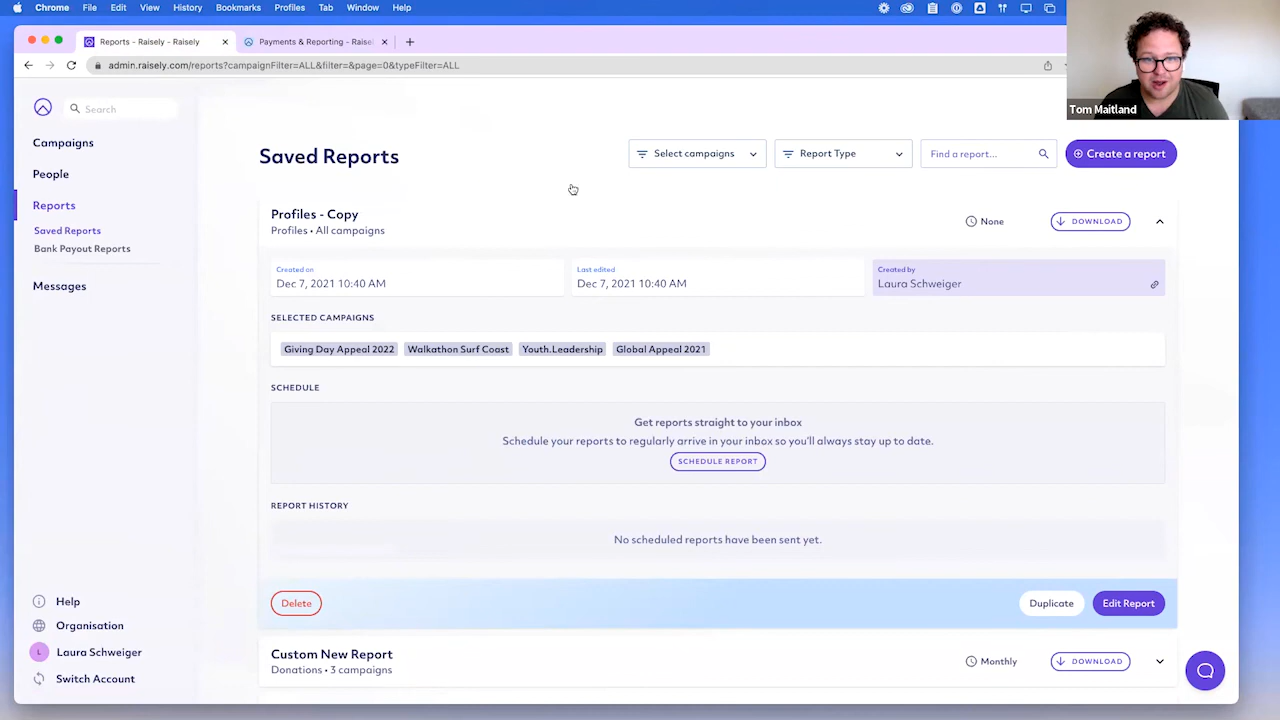 Chrome File Edit View History Bookmarks Profiles Tab Window Help
Reports - Raisely - Raisely
Payments & Reporting - Raisel
admin.raisely.com/reports?campaignFilter=ALL&filter=&page=0&typeFilter=ALL
Tom Maitland
Search
Campaigns
People
Reports
Saved Reports
Bank Payout Reports
Messages
Help
Organisation
L Laura Schweiger
Switch Account
Saved Reports
Select campaigns
Report Type
Find a report...
Create a report
Profiles - Copy
Profiles • All campaigns
None
DOWNLOAD
Created on
Dec 7, 2021 10:40 AM
Last edited
Dec 7, 2021 10:40 AM
Created by
Laura Schweiger
SELECTED CAMPAIGNS
Giving Day Appeal 2022 Walkathon Surf Coast Youth.Leadership Global Appeal 2021
SCHEDULE
Get reports straight to your inbox
Schedule your reports to regularly arrive in your inbox so you'll always stay up to date.
SCHEDULE REPORT
REPORT HISTORY
No scheduled reports have been sent yet.
Delete
Duplicate
Edit Report
Custom New Report
Donations • 3 campaigns
Monthly
DOWNLOAD